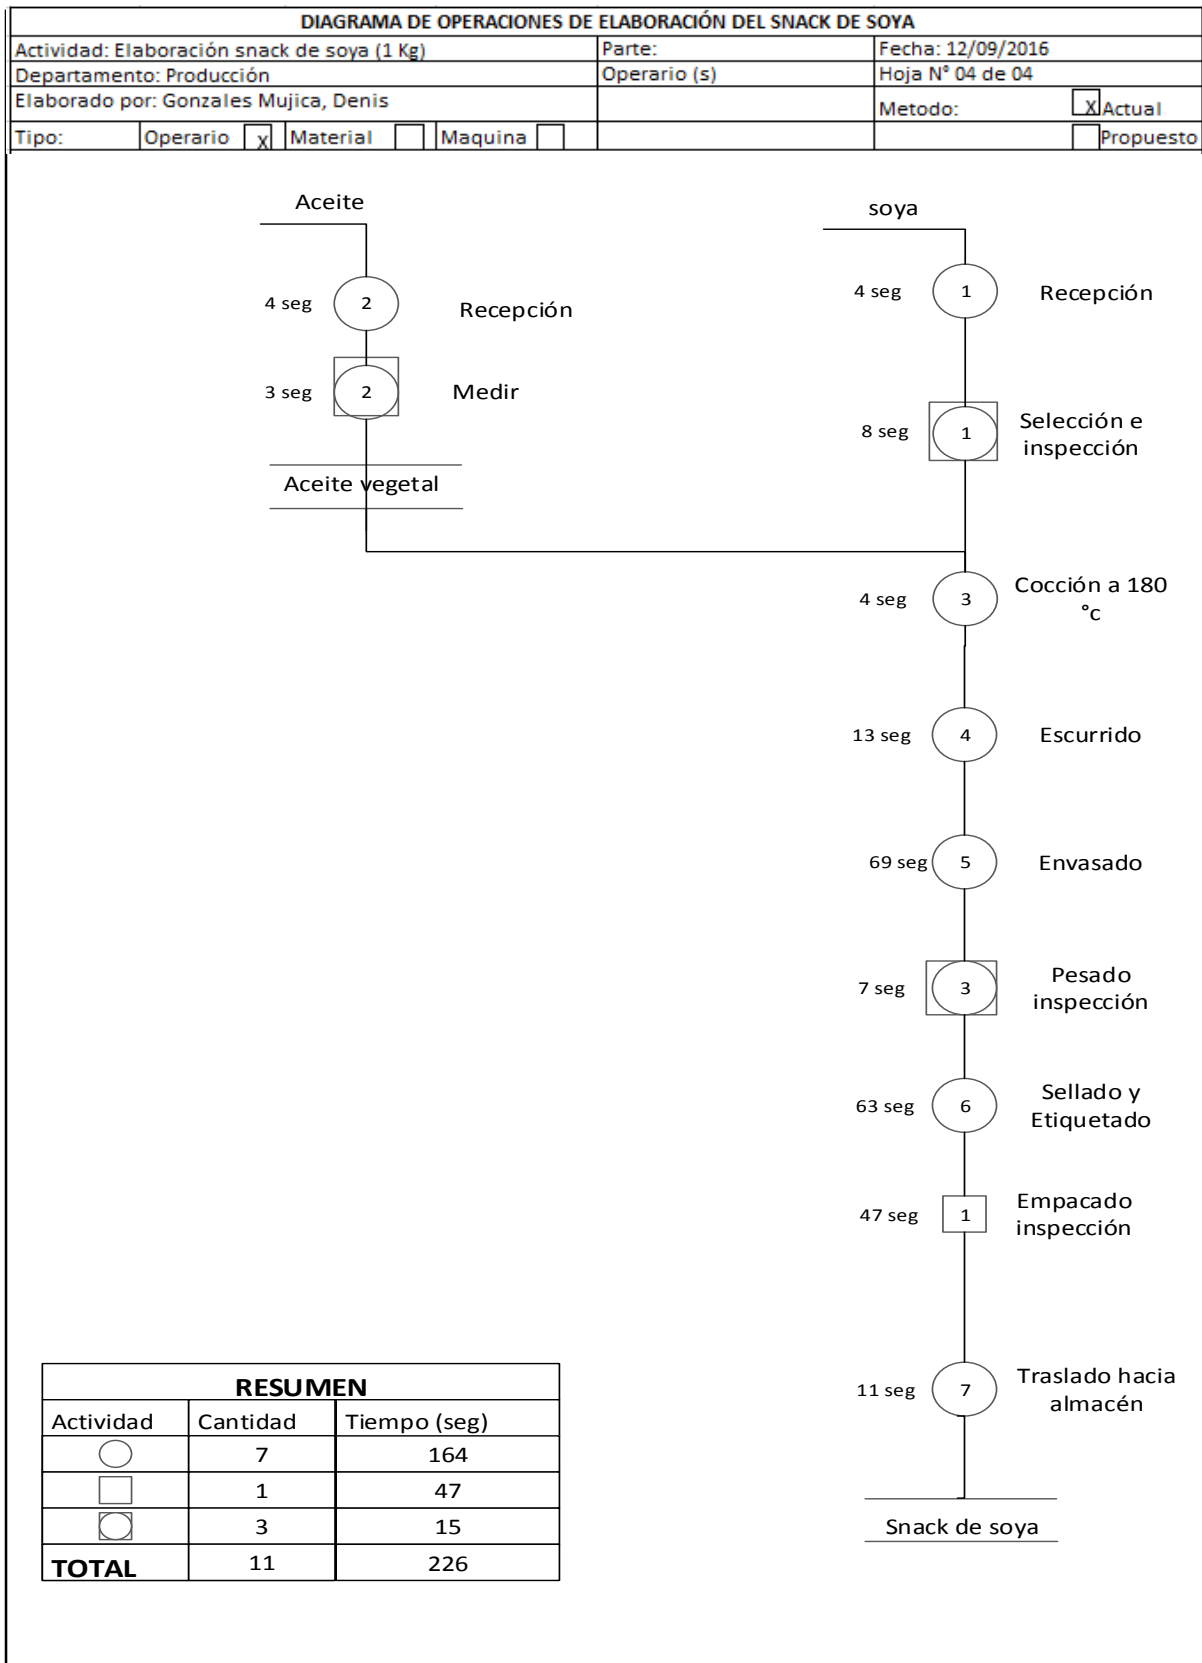 DIAGRAMA DE OPERACIONES DE ELABORACIÓN DEL SNACK DE SOYA
Actividad: Elaboración snack de soya (1 Kg) Parte: Fecha: 12/09/2016
Departamento: Producción Operario (s) Hoja N° 04 de 04
Elaborado por: Gonzales Mujica, Denis Metodo: X Actual
Tipo: Operario X Material Maquina Propuesto
Aceite
soya
4 seg 2 Recepción
4 seg 1 Recepción
3 seg 2 Medir
8 seg 1 Selección e
inspección
Aceite vegetal
4 seg 3 Cocción a 180
°c
13 seg 4 Escurrido
69 seg 5 Envasado
7 seg 3 Pesado
inspección
63 seg 6 Sellado y
Etiquetado
47 seg 1 Empacado
inspección
11 seg 7 Traslado hacia
almacén
Snack de soya
RESUMEN
Actividad Cantidad Tiempo (seg)
7 164
1 47
3 15
TOTAL 11 226